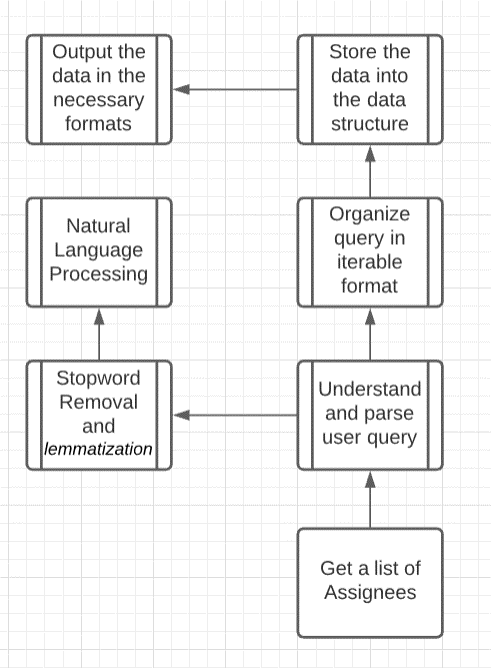 Output the
data in the
necessary
formats
Store the
data into
the data
structure
Natural
Language
Processing
Organize
query in
iterable
format
Stopword
Removal
and
lemmatization
Understand
and parse
user query
Get a list of
Assignees